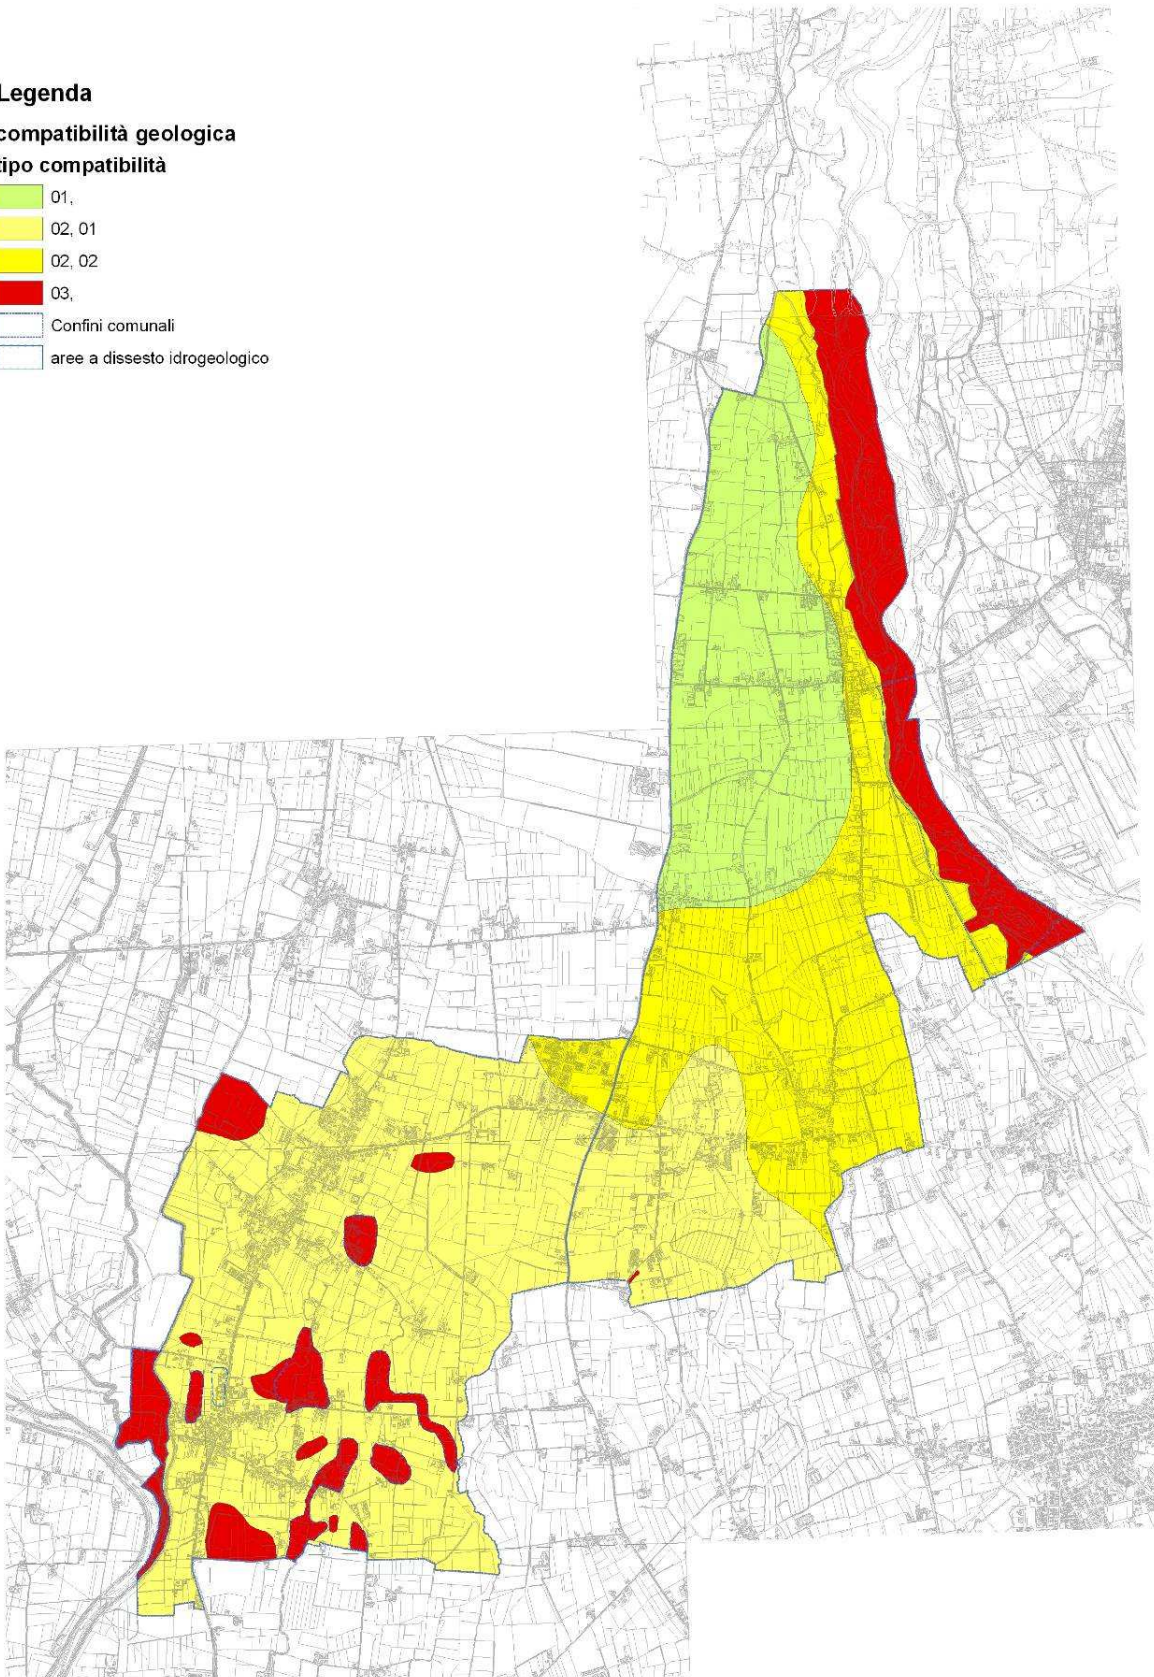 Legenda
compatibilità geologica
tipo compatibilità
01,
02, 01
02, 02
03,
Confini comunali
aree a dissesto idrogeologico